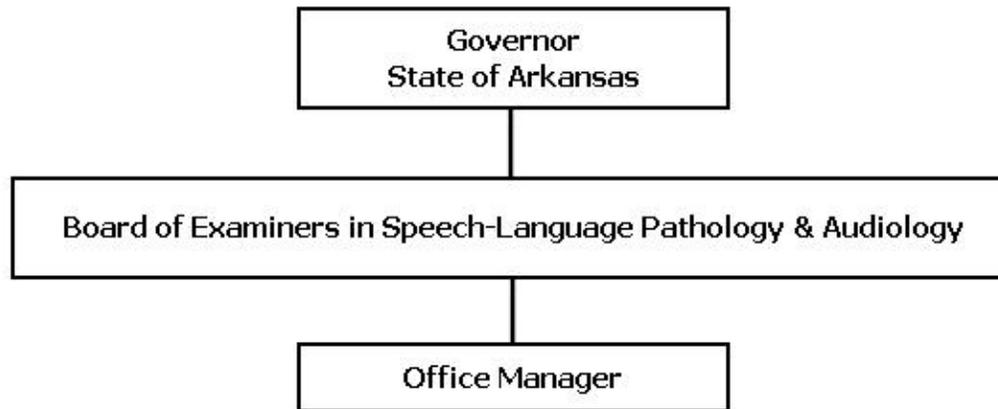 Governor
State of Arkansas
Board of Examiners in Speech-Language Pathology & Audiology
Office Manager